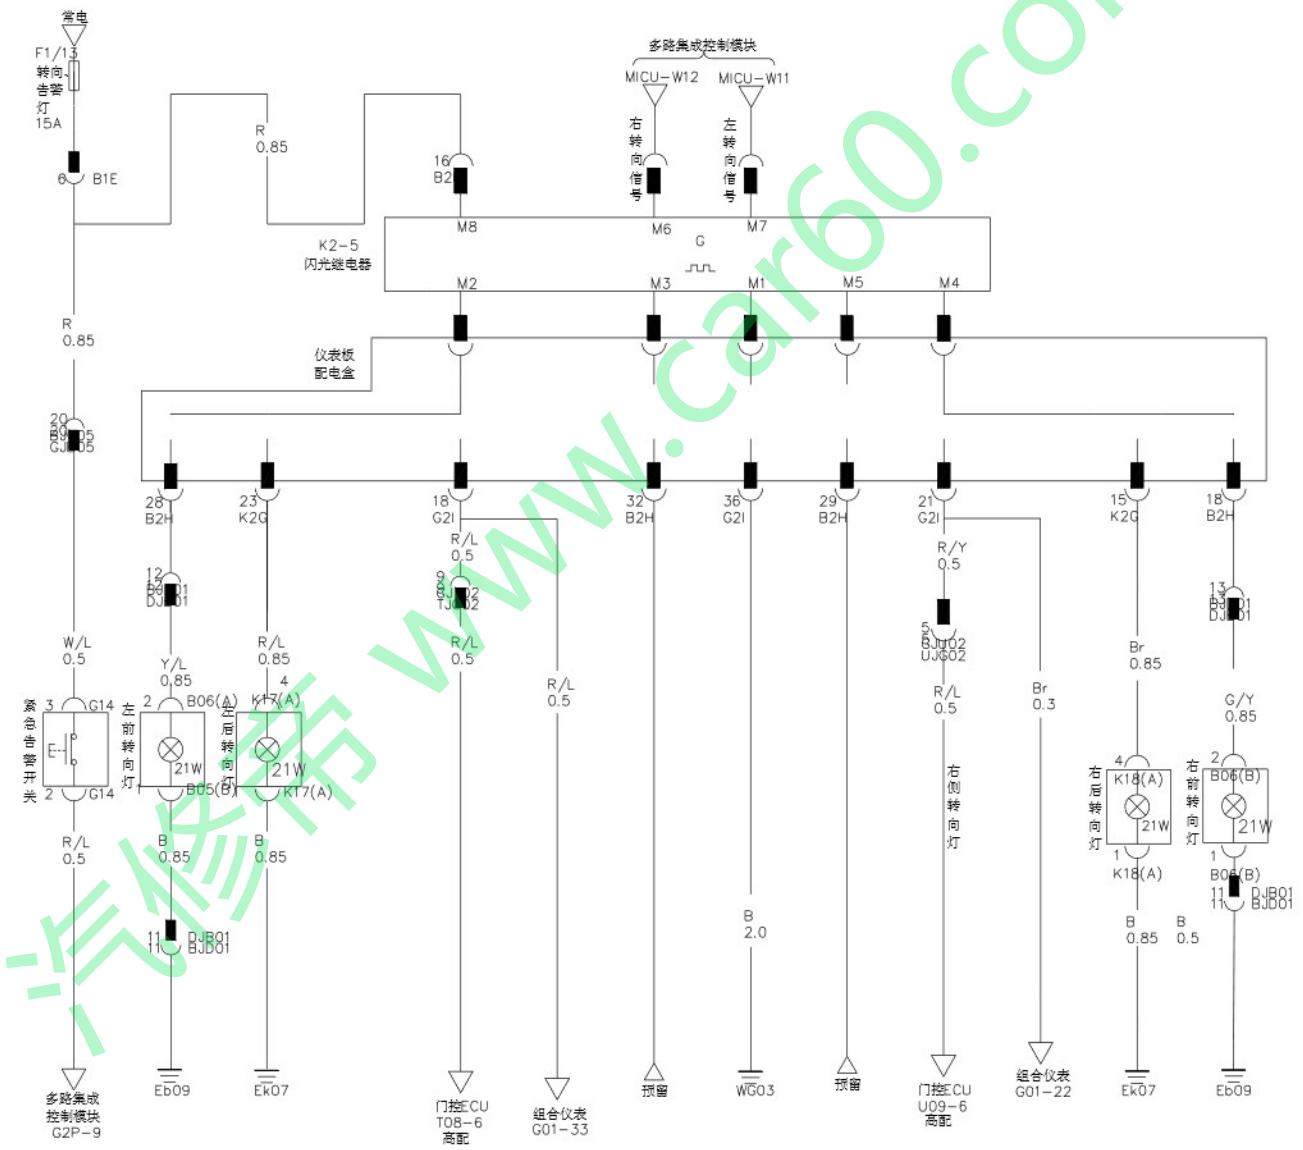 常电
F1/13
转向
告警
灯
15A
6 B1E
R
0.85
多路集成控制模块
MICU-W12
MICU-W11
右转向信号
左转向信号
16
B2
K2-5
闪光继电器
M8
M6
M7
G
M2
M3
M1
M5
M4
R
0.85
仪表板
配电盒
20
GJB05
28
B2H
23
K2G
18
G2I
32
B2H
36
G2I
29
B2H
21
G2I
15
K2G
18
B2H
12
BJD01
DJB01
R/L
0.5
9
GJT02
TJG02
R/Y
0.5
5
GJU02
UJG02
13
BJD01
DJB01
W/L
0.5
Y/L
0.85
R/L
0.85
R/L
0.5
R/L
0.5
R/L
0.5
Br
0.3
Br
0.85
G/Y
0.85
紧急告警开关
3 G14
2 G14
左前转向灯
2 B06(A)
21W
1 B05(B)
左后转向灯
4
K17(A)
21W
K17(A)
右侧转向灯
右后转向灯
4
K18(A)
21W
1
K18(A)
右前转向灯
2
B06(B)
21W
1
B06(B)
11 DJB01
11 BJD01
R/L
0.5
B
0.85
B
0.85
11 DJB01
11 BJD01
B
2.0
B
0.85
B
0.5
多路集成
控制模块
G2P-9
Eb09
Ek07
门控ECU
T08-6
高配
组合仪表
G01-33
预留
WG03
预留
门控ECU
U09-6
高配
组合仪表
G01-22
Ek07
Eb09
汽修帝 www.car60.com